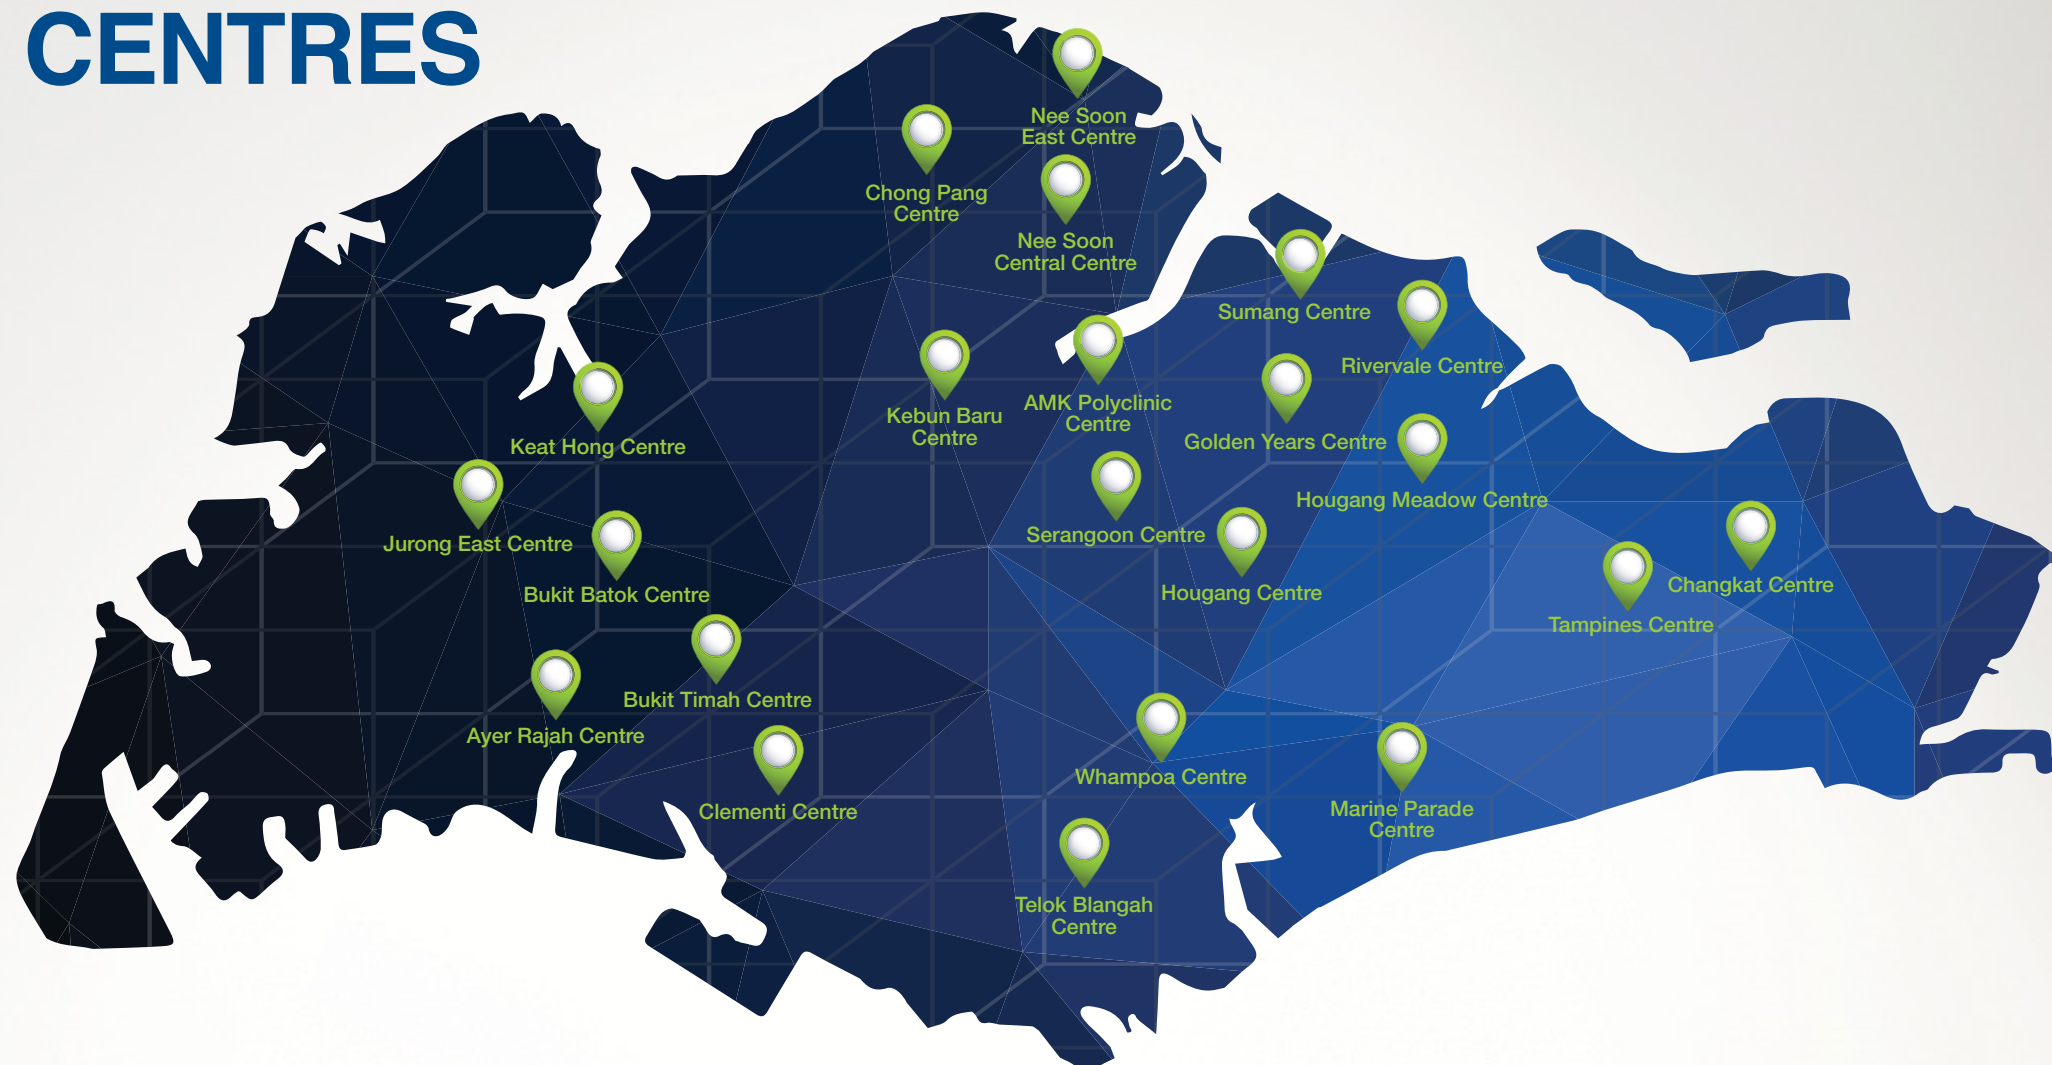 CENTRES
Nee Soon
East Centre
Chong Pang
Centre
Nee Soon
Central Centre
Sumang Centre
Rivervale Centre
Kebun Baru
Centre
AMK Polyclinic
Centre
Golden Years Centre
Keat Hong Centre
Hougang Meadow Centre
Jurong East Centre
Serangoon Centre
Bukit Batok Centre
Hougang Centre
Changkat Centre
Tampines Centre
Bukit Timah Centre
Ayer Rajah Centre
Whampoa Centre
Clementi Centre
Marine Parade
Centre
Telok Blangah
Centre